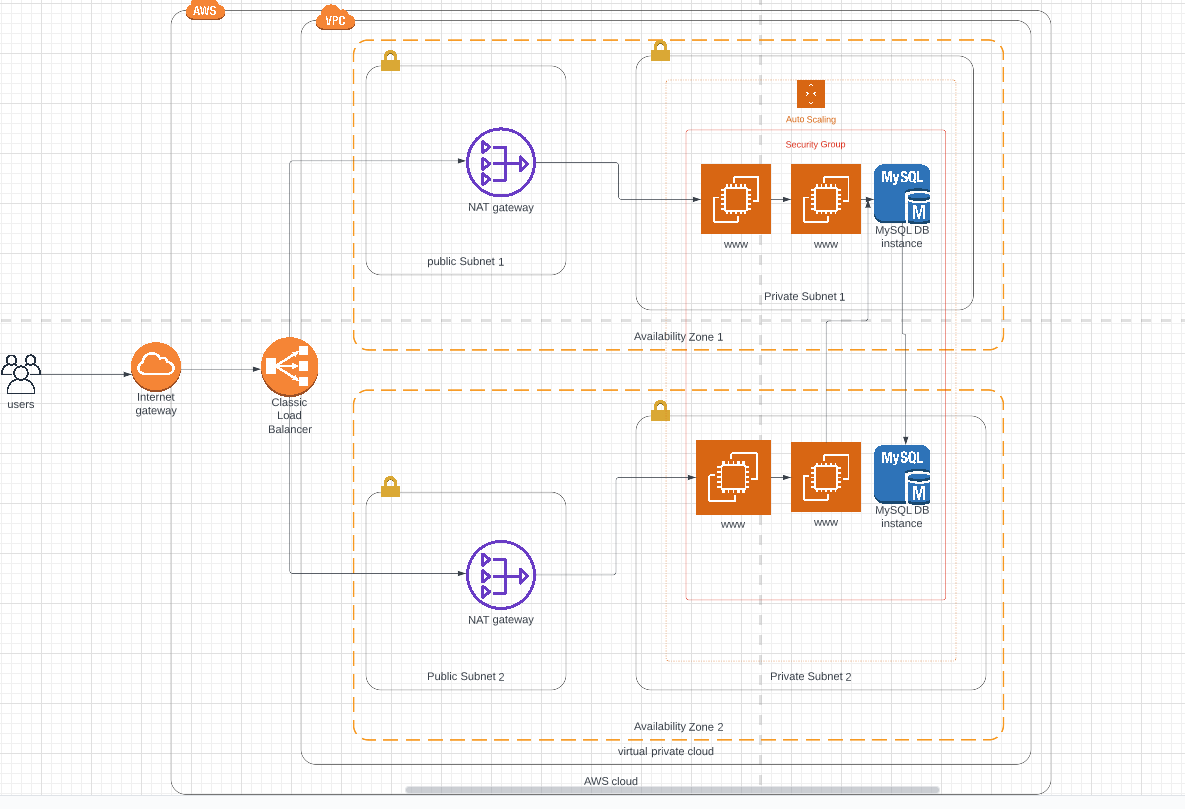 AWS
VPC
Auto Scaling
Security Group
MySQL
M
NAT gateway
MySQL DB
instance
www
www
public Subnet 1
Private Subnet 1
Availability Zone 1
users
Internet
gateway
Classic
Load
Balancer
MySQL
M
MySQL DB
instance
www
www
NAT gateway
Public Subnet 2
Private Subnet 2
Availability Zone 2
virtual private cloud
AWS cloud